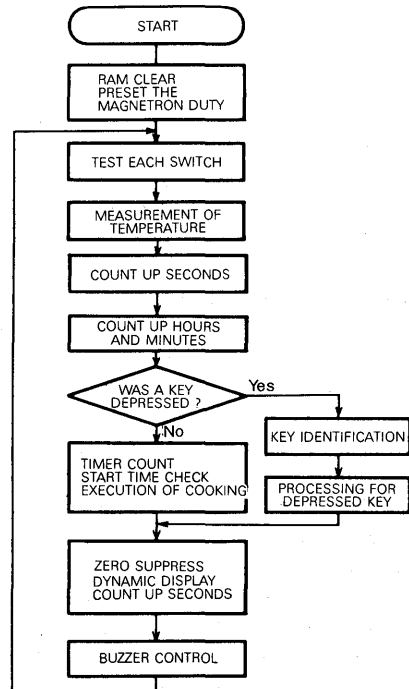 START
RAM CLEAR
PRESET THE
MAGNETRON DUTY
TEST EACH SWITCH
MEASUREMENT OF
TEMPERATURE
COUNT UP SECONDS
COUNT UP HOURS
AND MINUTES
WAS A KEY
DEPRESSED ?
Yes
No
KEY IDENTIFICATION
PROCESSING FOR
DEPRESSED KEY
TIMER COUNT
START TIME CHECK
EXECUTION OF COOKING
ZERO SUPPRESS
DYNAMIC DISPLAY
COUNT UP SECONDS
BUZZER CONTROL